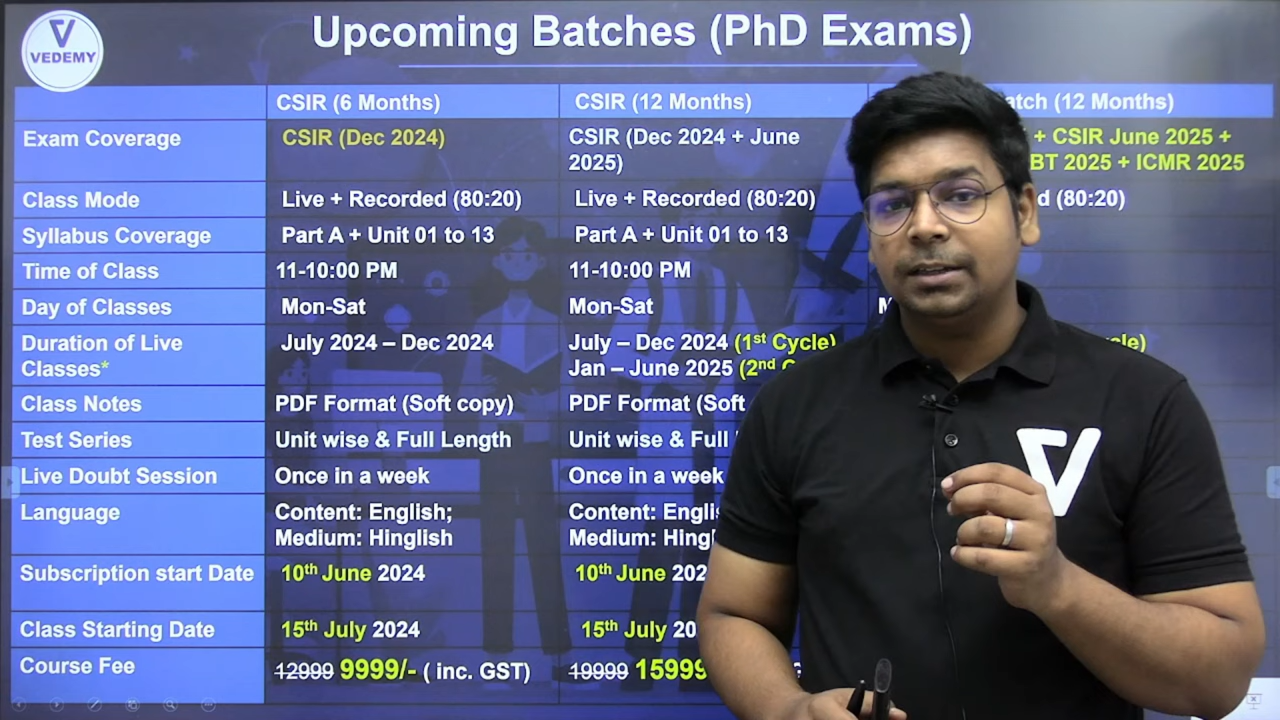 VEDEMY
Upcoming Batches (PhD Exams)
CSIR (6 Months)
CSIR (12 Months)
(12 Months)
Exam Coverage
CSIR (Dec 2024)
CSIR (Dec 2024 + June
2025)
+ CSIR June 2025 +
2025 + ICMR 2025
Class Mode
Live + Recorded (80:20)
Live + Recorded (80:20)
(80:20)
Syllabus Coverage
Part A + Unit 01 to 13
Part A + Unit 01 to 13
Time of Class
11-10:00 PM
11-10:00 PM
Day of Classes
Mon-Sat
Mon-Sat
Duration of Live
Classes*
July 2024 – Dec 2024
July – Dec 2024 (1st Cycle)
Jan – June 2025 (2nd
Class Notes
PDF Format (Soft copy)
PDF Format (Soft
Test Series
Unit wise & Full Length
Unit wise & Full
Live Doubt Session
Once in a week
Once in a week
Language
Content: English;
Medium: Hinglish
Content:
Medium:
Subscription start Date
10th June 2024
10th June
Class Starting Date
15th July 2024
15th July
Course Fee
12999 9999/- ( inc. GST)
19999 15999